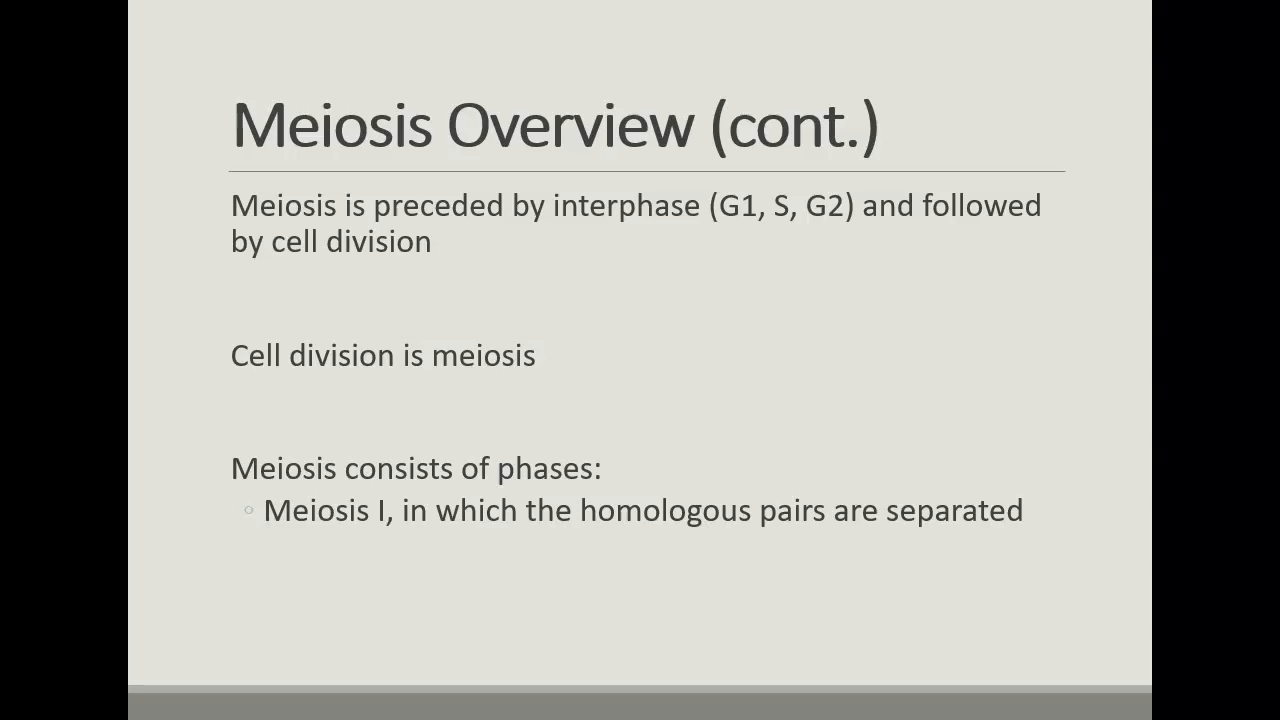 Meiosis Overview (cont.)
Meiosis is preceded by interphase (G1, S, G2) and followed
by cell division
Cell division is meiosis
Meiosis consists of phases:
◦ Meiosis I, in which the homologous pairs are separated